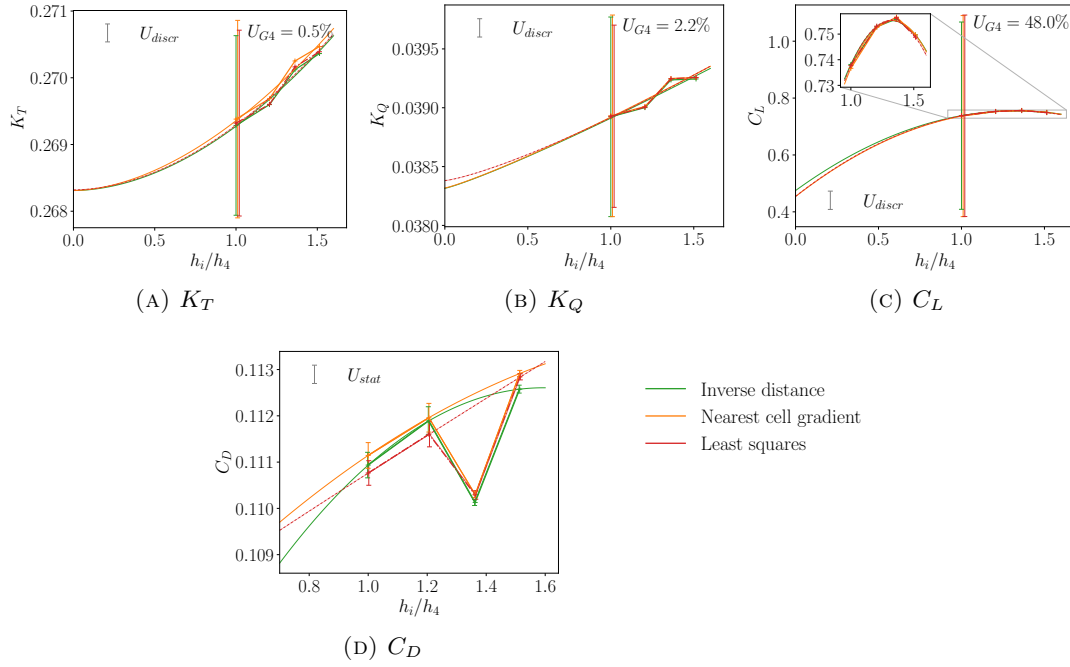 0.271
0.270
0.269
0.268
K_T
U_discr
U_G4 = 0.5%
0.0 0.5 1.0 1.5
h_i/h_4
(A) K_T
0.0395
0.0390
0.0385
0.0380
K_Q
U_discr
U_G4 = 2.2%
0.0 0.5 1.0 1.5
h_i/h_4
(B) K_Q
1.0
0.8
0.6
0.4
C_L
0.75
0.74
0.73
1.0 1.5
U_G4 = 48.0%
U_discr
0.0 0.5 1.0 1.5
h_i/h_4
(C) C_L
0.113
0.112
0.111
0.110
0.109
C_D
U_stat
0.8 1.0 1.2 1.4 1.6
h_i/h_4
(D) C_D
Inverse distance
Nearest cell gradient
Least squares